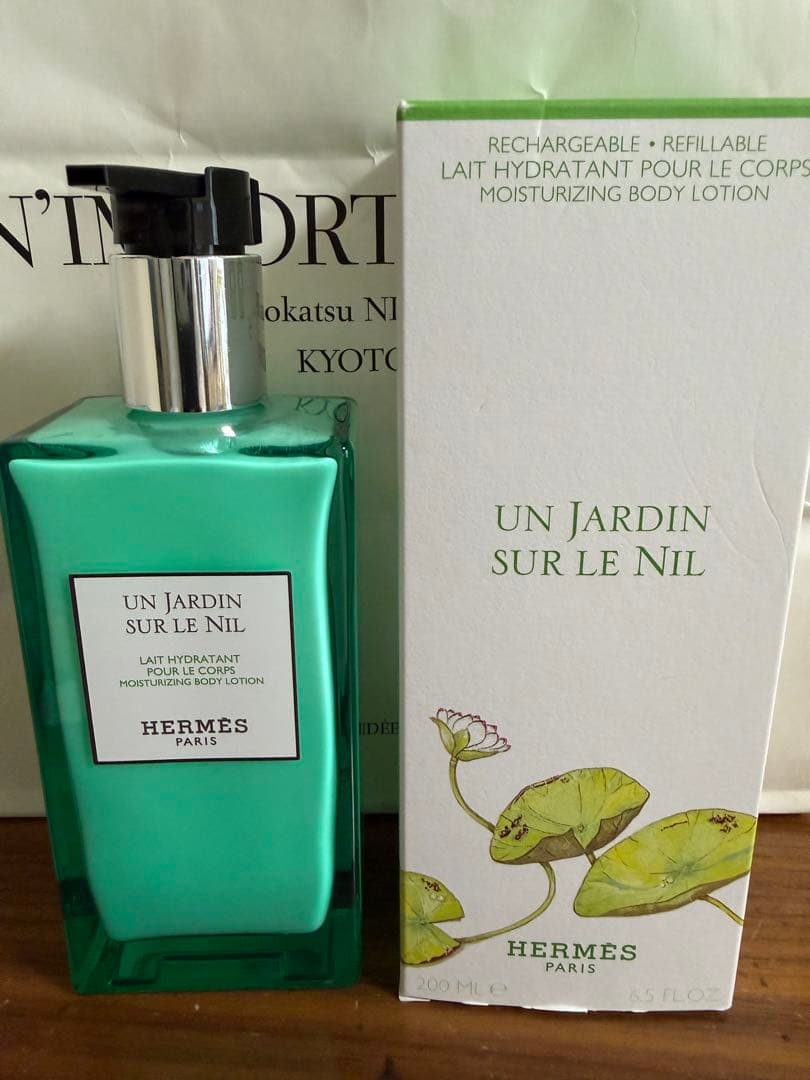 N'IM
ORT
okatsu NI
KYOTO
RECHARGEABLE • REFILLABLE
LAIT HYDRATANT POUR LE CORPS
MOISTURIZING BODY LOTION
UN JARDIN
SUR LE NIL
HERMÈS
PARIS
200 ML e
6.5 FL OZ
UN JARDIN
SUR LE NIL
LAIT HYDRATANT
POUR LE CORPS
MOISTURIZING BODY LOTION
HERMÈS
PARIS